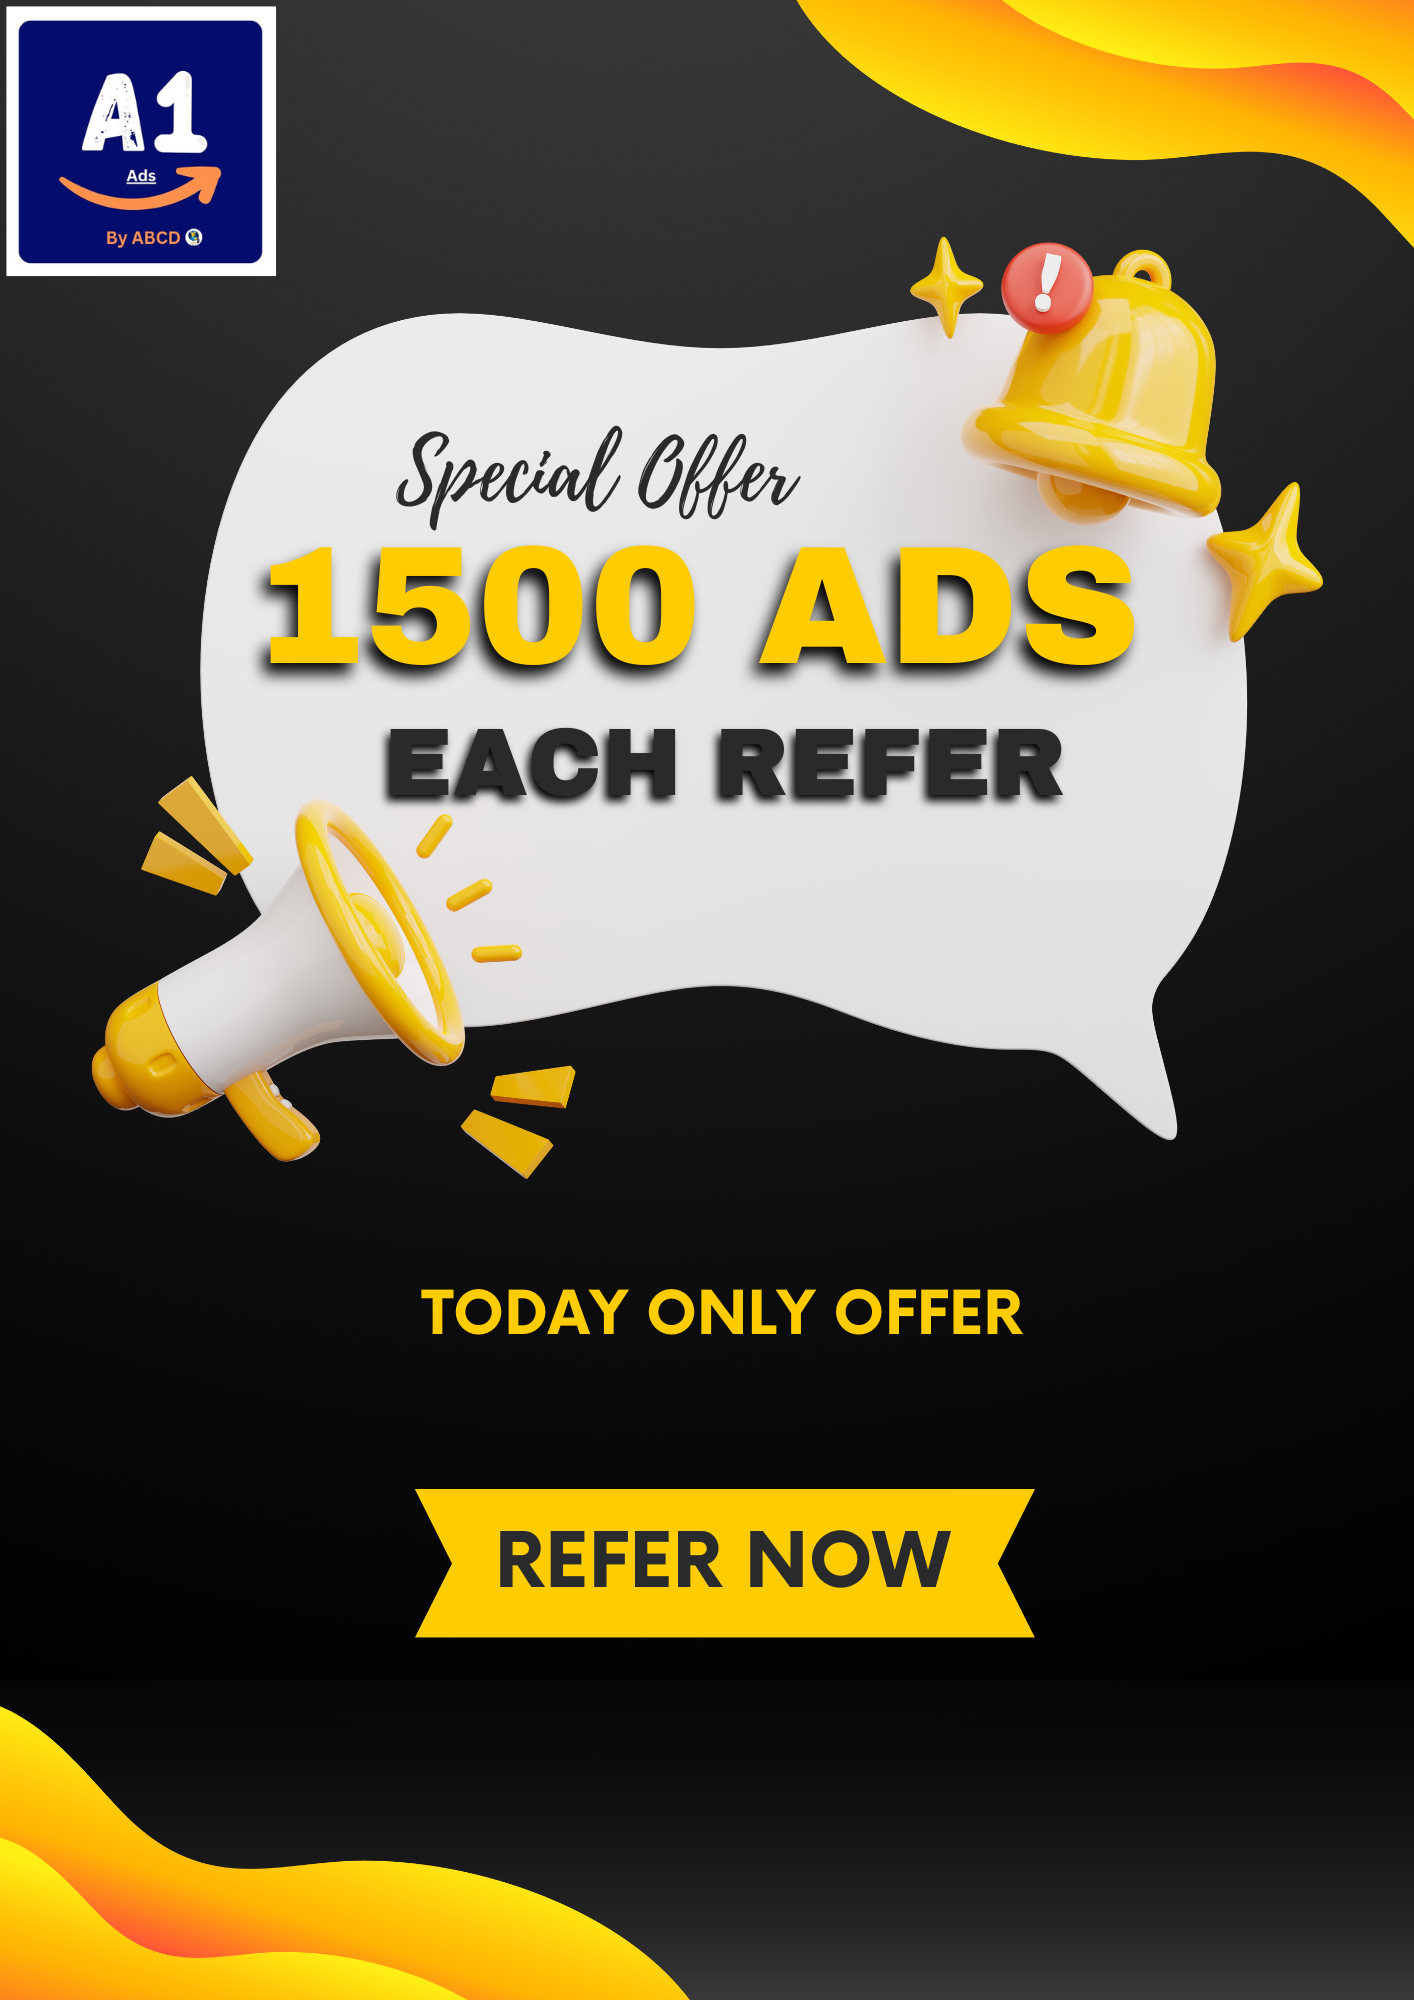 A1
Ads
By ABCD
Special Offer
1500 ADS
EACH REFER
TODAY ONLY OFFER
REFER NOW